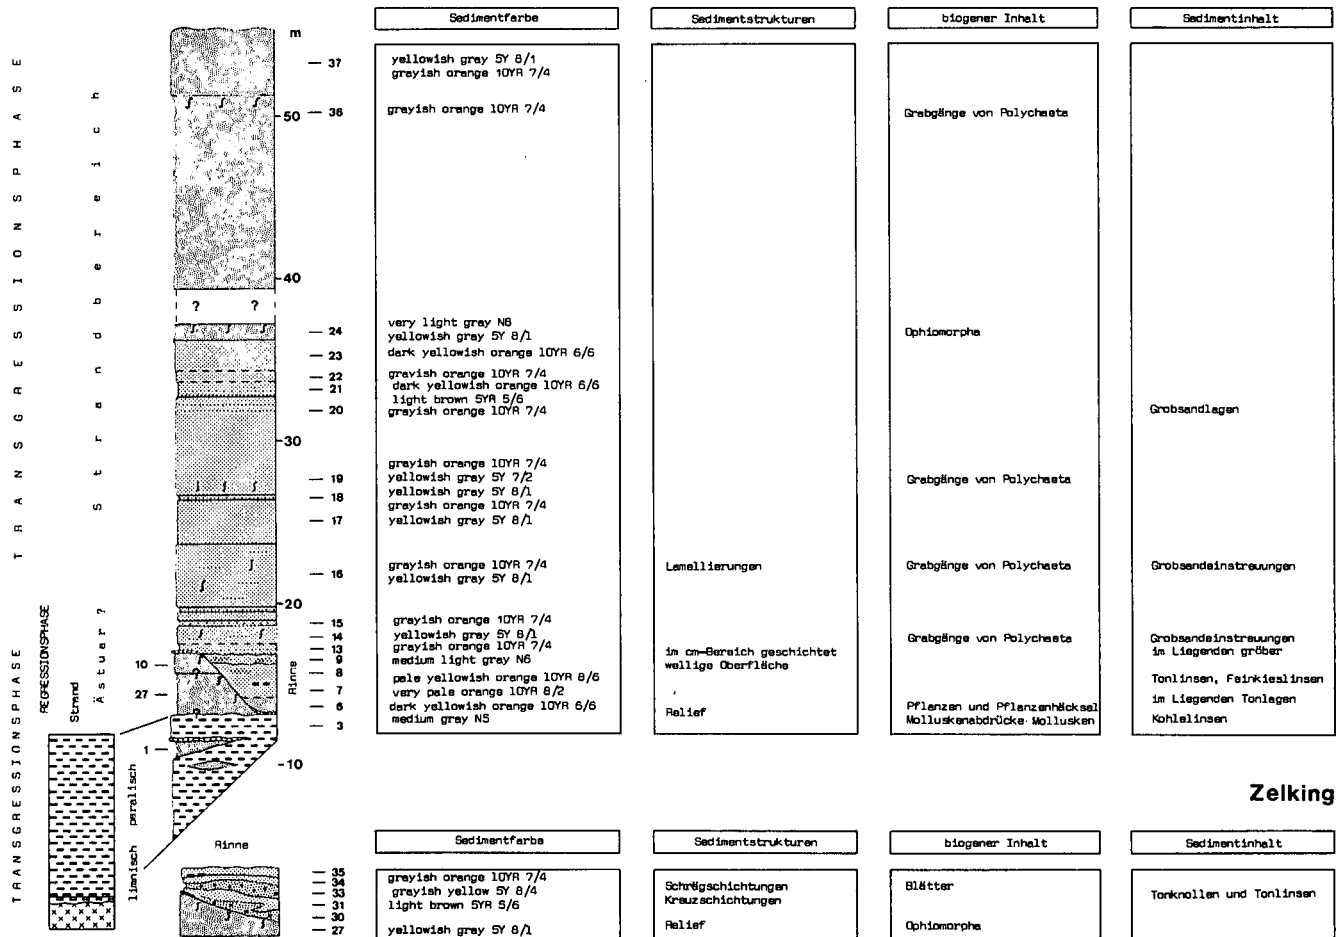 Sedimentfarbe
Sedimentstrukturen
biogener Inhalt
Sedimentinhalt
m
TRANSGRESSIONSPHASE
Strandbereich
37
yellowish gray 5Y 8/1
grayish orange 10YR 7/4
50
36
grayish orange 10YR 7/4
Grabgänge von Polychaeta
40
? ?
very light gray N8
24
yellowish gray 5Y 8/1
Ophiomorpha
23
dark yellowish orange 10YR 6/6
22
grayish orange 10YR 7/4
21
dark yellowish orange 10YR 6/6
light brown 5YR 5/6
20
grayish orange 10YR 7/4
Grobsandlagen
30
grayish orange 10YR 7/4
19
yellowish gray 5Y 7/2
Grabgänge von Polychaeta
18
yellowish gray 5Y 8/1
grayish orange 10YR 7/4
17
yellowish gray 5Y 8/1
grayish orange 10YR 7/4
Lamellierungen
Grabgänge von Polychaeta
Grobsandeinstreuungen
16
yellowish gray 5Y 8/1
20
15
grayish orange 10YR 7/4
14
yellowish gray 5Y 8/1
Grabgänge von Polychaeta
Grobsandeinstreuungen
13
grayish orange 10YR 7/4
im cm-Bereich geschichtet
im Liegenden gröber
10
9
medium light gray N6
wellige Oberfläche
8
pale yellowish orange 10YR 8/6
Tonlinsen, Feinkieslinsen
27
7
very pale orange 10YR 8/2
im Liegenden Tonlagen
6
dark yellowish orange 10YR 6/6
Relief
Pflanzen und Pflanzenhäcksel
3
medium gray N5
Molluskenabdrücke Mollusken
Kohlelinsen
Rinne
?
?
REGRESSIONSPHASE
Strand
Ästuar ?
TRANSGRESSIONSPHASE
1
10
limnisch paralisch
Zelking
Rinne
Sedimentfarbe
Sedimentstrukturen
biogener Inhalt
Sedimentinhalt
35
grayish orange 10YR 7/4
34
Schrägschichtungen
Blätter
33
grayish yellow 5Y 8/4
Tonknollen und Tonlinsen
31
light brown 5YR 5/6
Kreuzschichtungen
30
27
yellowish gray 5Y 8/1
Relief
Ophiomorpha